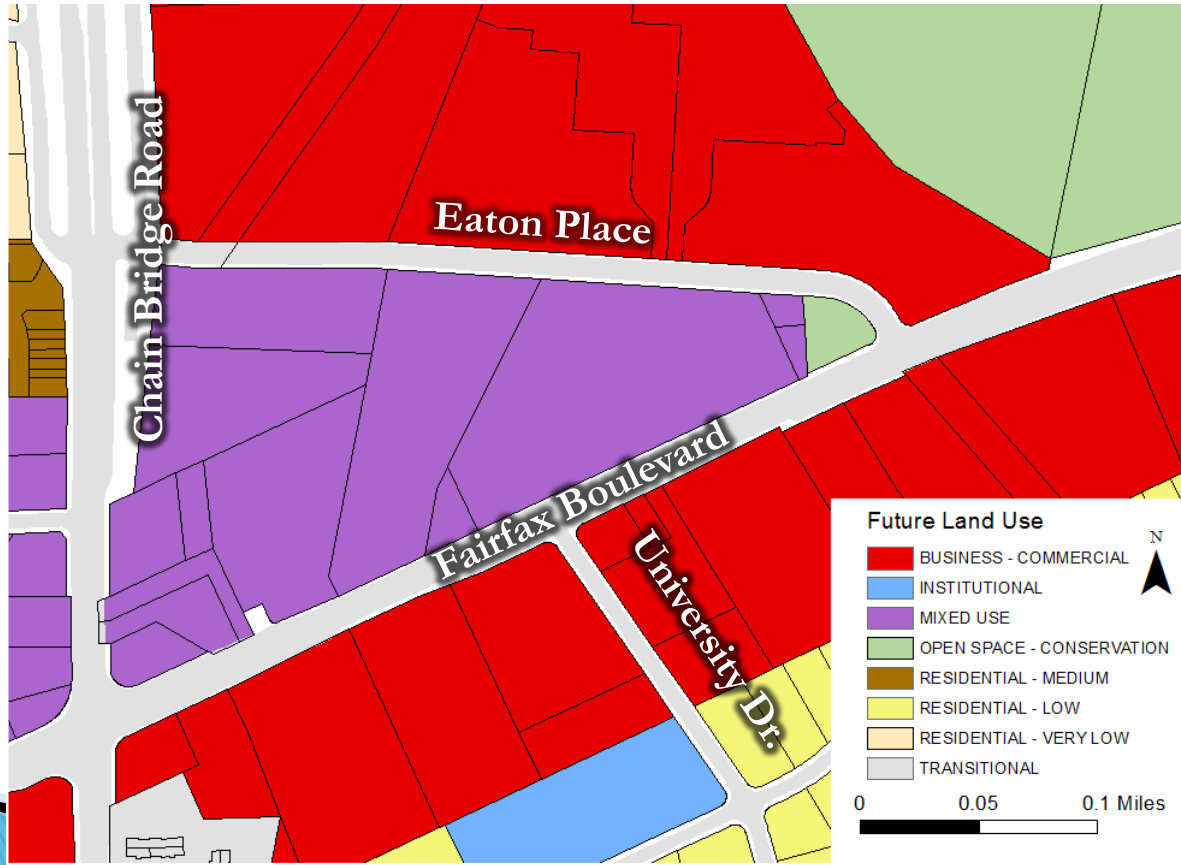 Chain Bridge Road
Eaton Place
Fairfax Boulevard
University Dr.
Future Land Use
N
BUSINESS - COMMERCIAL
INSTITUTIONAL
MIXED USE
OPEN SPACE - CONSERVATION
RESIDENTIAL - MEDIUM
RESIDENTIAL - LOW
RESIDENTIAL - VERY LOW
TRANSITIONAL
0 0.05 0.1 Miles